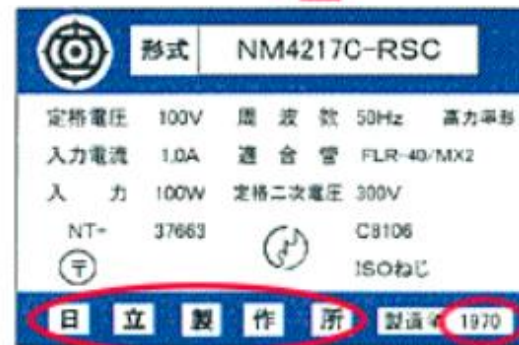 形式 NM4217C-RSC
定格電圧 100V 周波数 50Hz 高力率形
入力電流 1.0A 適合管 FLR-40/MX2
入力 100W 定格二次電圧 300V
NT- 37663 C8106
〒 ISOねじ
日立製作所 製造年 1970